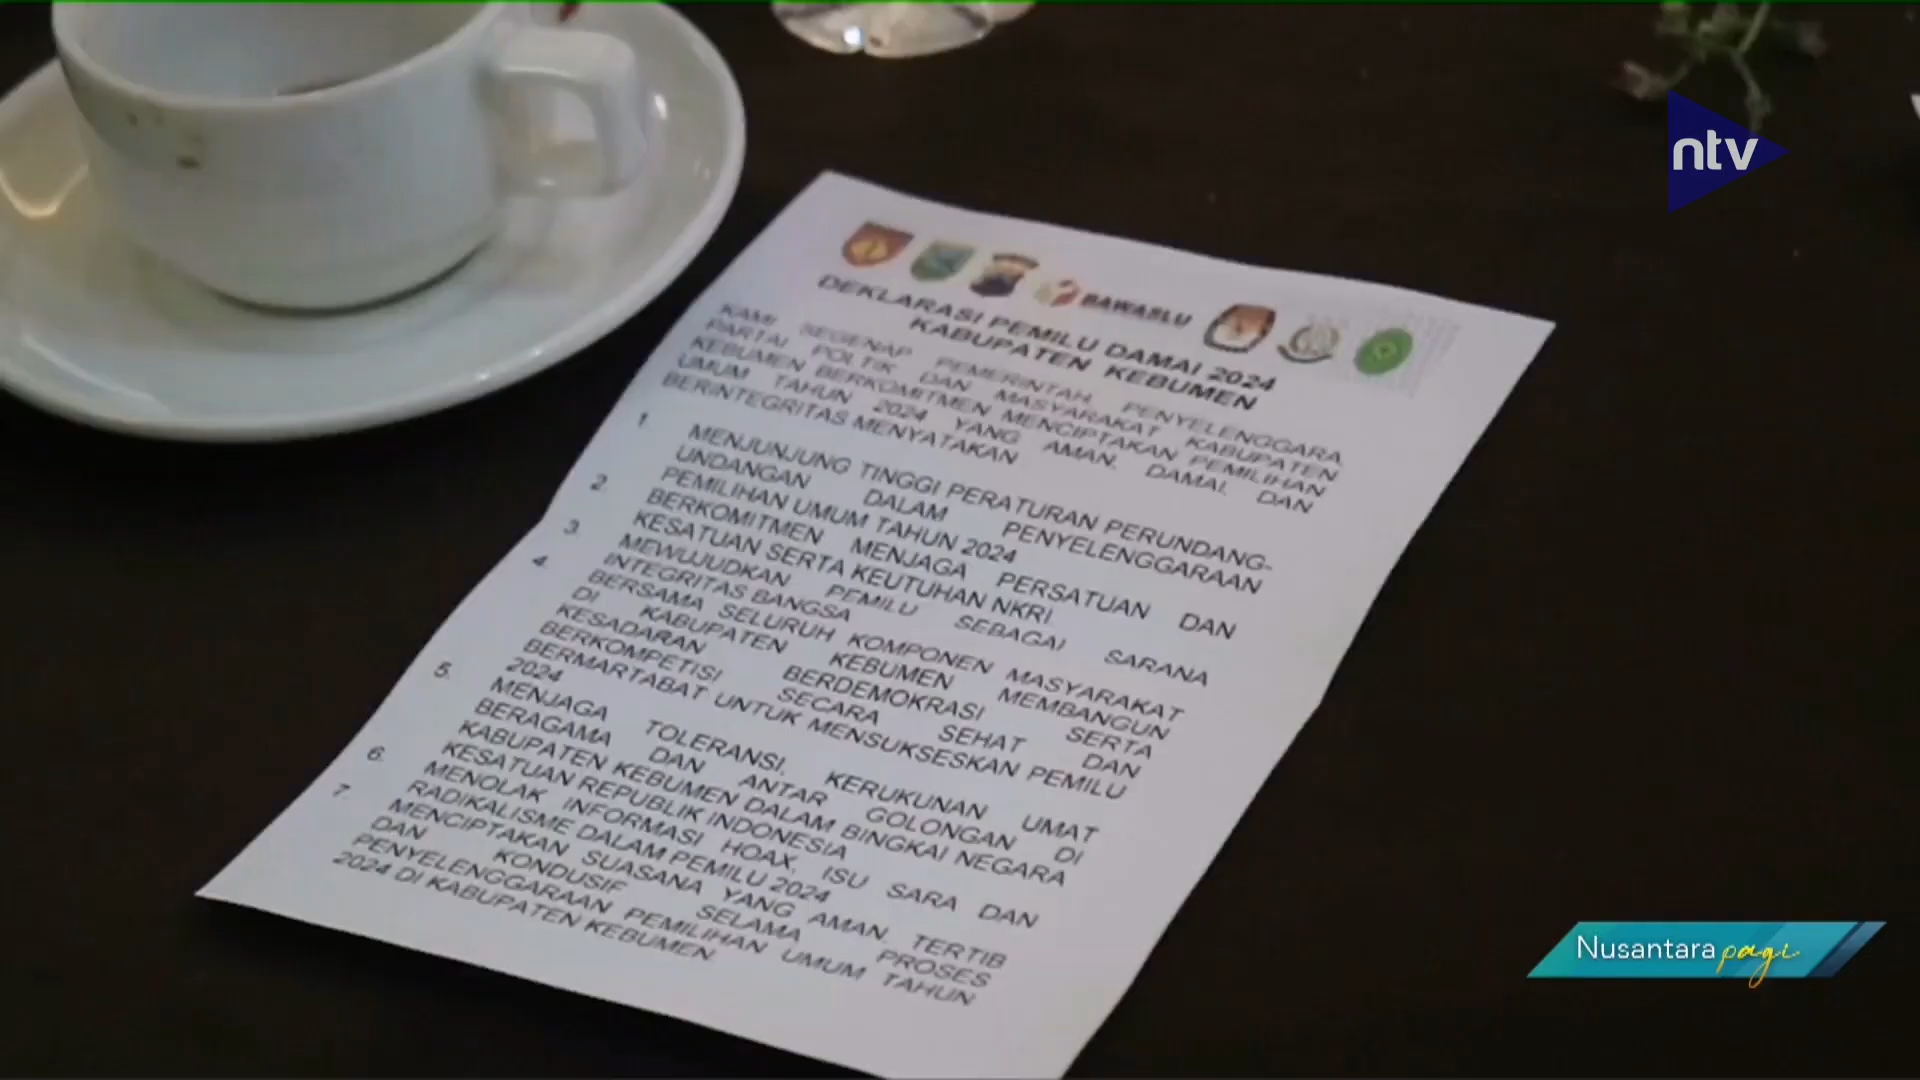 ntv
BAWASLU
DEKLARASI PEMILU DAMAI 2024
KABUPATEN KEBUMEN
KAMI SEGENAP PEMERINTAH, PENYELENGGARA,
PARTAI POLTIK DAN MASYARAKAT KABUPATEN
KEBUMEN BERKOMITMEN MENCIPTAKAN PEMILIHAN
UMUM TAHUN 2024 YANG AMAN, DAMAI, DAN
BERINTEGRITAS MENYATAKAN
1. MENJUNJUNG TINGGI PERATURAN PERUNDANG-
UNDANGAN DALAM PENYELENGGARAAN
PEMILIHAN UMUM TAHUN 2024
2. BERKOMITMEN MENJAGA PERSATUAN DAN
KESATUAN SERTA KEUTUHAN NKRI.
3. MEWUJUDKAN PEMILU SEBAGAI SARANA
INTEGRITAS BANGSA
4. BERSAMA SELURUH KOMPONEN MASYARAKAT
DI KABUPATEN KEBUMEN MEMBANGUN
KESADARAN BERDEMOKRASI SERTA
BERKOMPETISI SECARA SEHAT DAN
BERMARTABAT UNTUK MENSUKSESKAN PEMILU
2024
5. MENJAGA TOLERANSI, KERUKUNAN UMAT
BERAGAMA DAN ANTAR GOLONGAN DI
KABUPATEN KEBUMEN DALAM BINGKAI NEGARA
KESATUAN REPUBLIK INDONESIA
6. MENOLAK INFORMASI HOAX, ISU SARA DAN
RADIKALISME DALAM PEMILU 2024
7. MENCIPTAKAN SUASANA YANG AMAN, TERTIB
DAN KONDUSIF SELAMA PROSES
PENYELENGGARAAN PEMILIHAN UMUM TAHUN
2024 DI KABUPATEN KEBUMEN.
Nusantara pagi